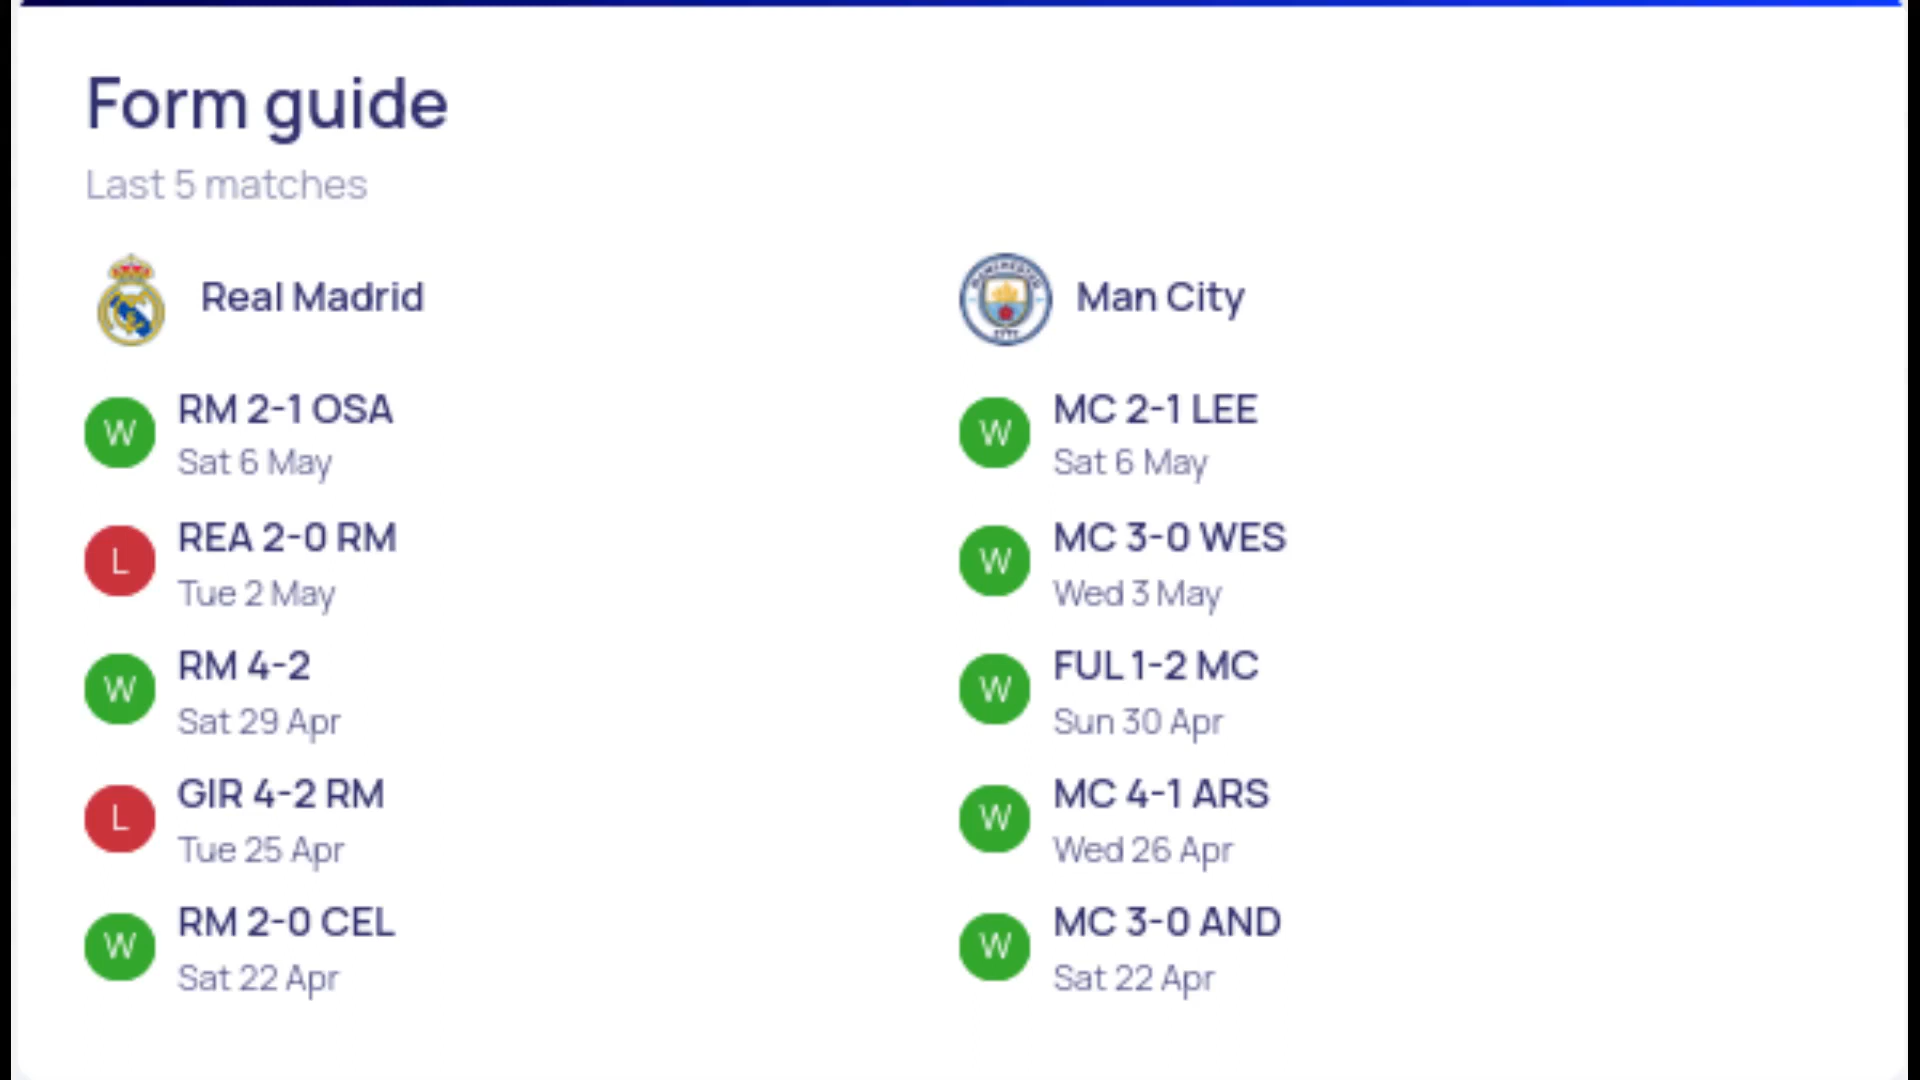 Form guide
Last 5 matches
Real Madrid
W
RM 2-1 OSA
Sat 6 May
L
REA 2-0 RM
Tue 2 May
W
RM 4-2
Sat 29 Apr
L
GIR 4-2 RM
Tue 25 Apr
W
RM 2-0 CEL
Sat 22 Apr
MANCHESTER
CITY
Man City
W
MC 2-1 LEE
Sat 6 May
W
MC 3-0 WES
Wed 3 May
W
FUL 1-2 MC
Sun 30 Apr
W
MC 4-1 ARS
Wed 26 Apr
W
MC 3-0 AND
Sat 22 Apr